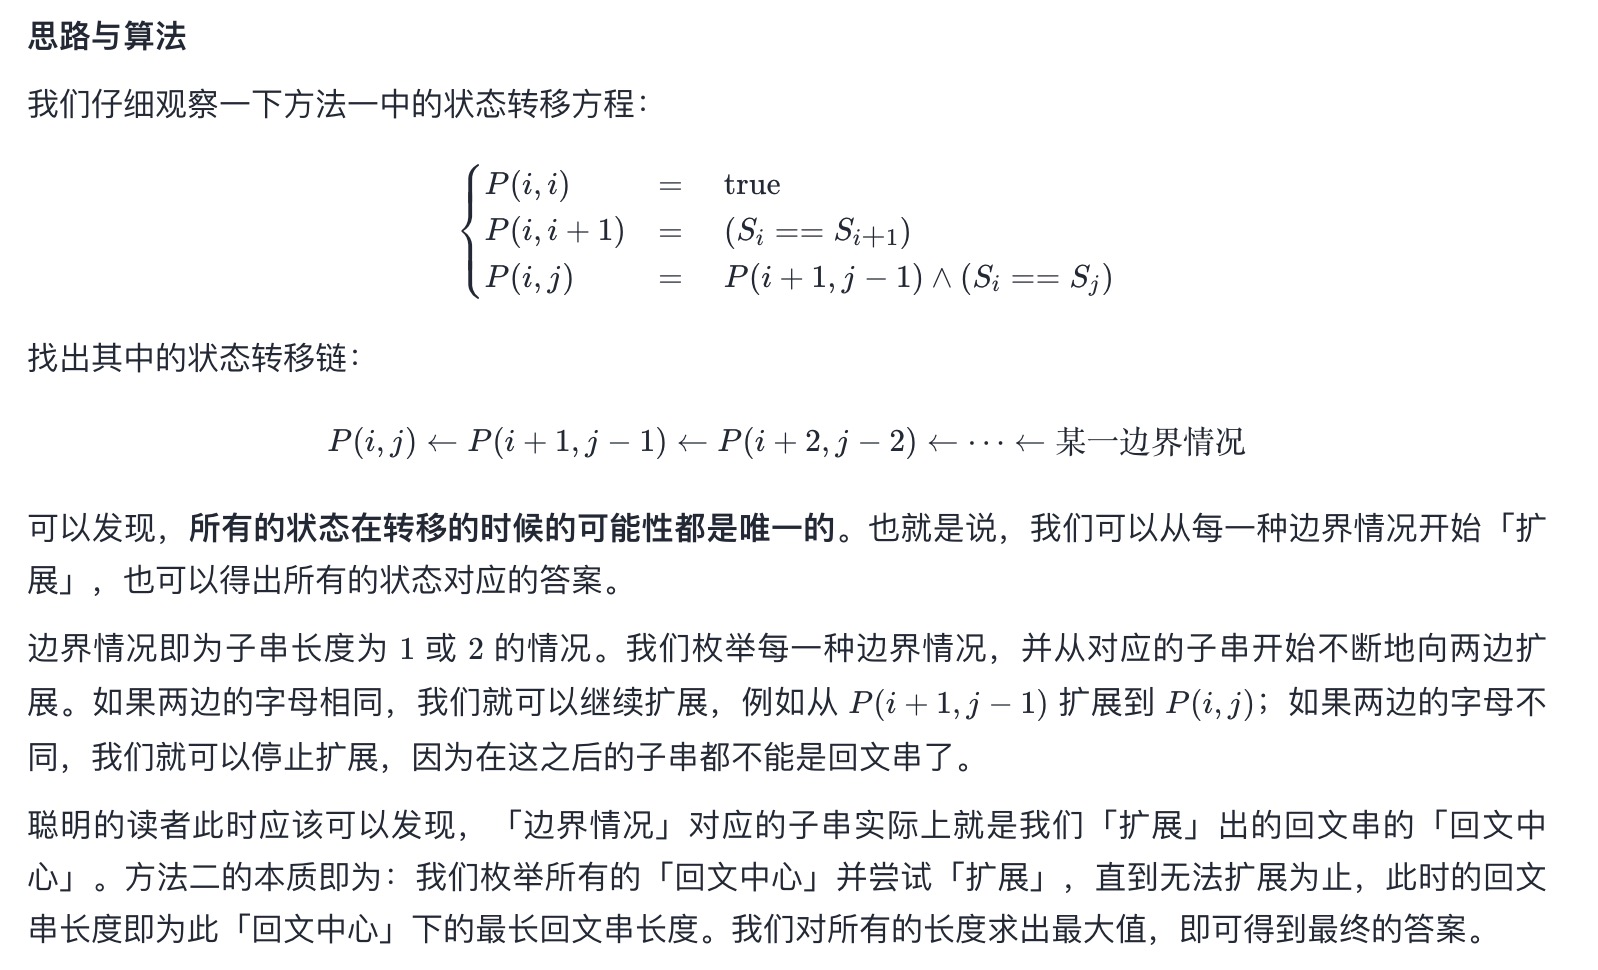 思路与算法
我们仔细观察一下方法一中的状态转移方程：
P(i, i) = true
P(i, i + 1) = (S_i == S_{i+1})
P(i, j) = P(i + 1, j − 1) ∧ (S_i == S_j)
找出其中的状态转移链：
P(i, j) ← P(i + 1, j − 1) ← P(i + 2, j − 2) ← ⋯ ← 某一边界情况
可以发现，所有的状态在转移的时候的可能性都是唯一的。也就是说，我们可以从每一种边界情况开始「扩
展」，也可以得出所有的状态对应的答案。
边界情况即为子串长度为 1 或 2 的情况。我们枚举每一种边界情况，并从对应的子串开始不断地向两边扩
展。如果两边的字母相同，我们就可以继续扩展，例如从 P(i + 1, j − 1) 扩展到 P(i, j)；如果两边的字母不
同，我们就可以停止扩展，因为在这之后的子串都不能是回文串了。
聪明的读者此时应该可以发现，「边界情况」对应的子串实际上就是我们「扩展」出的回文串的「回文中
心」。方法二的本质即为：我们枚举所有的「回文中心」并尝试「扩展」，直到无法扩展为止，此时的回文
串长度即为此「回文中心」下的最长回文串长度。我们对所有的长度求出最大值，即可得到最终的答案。